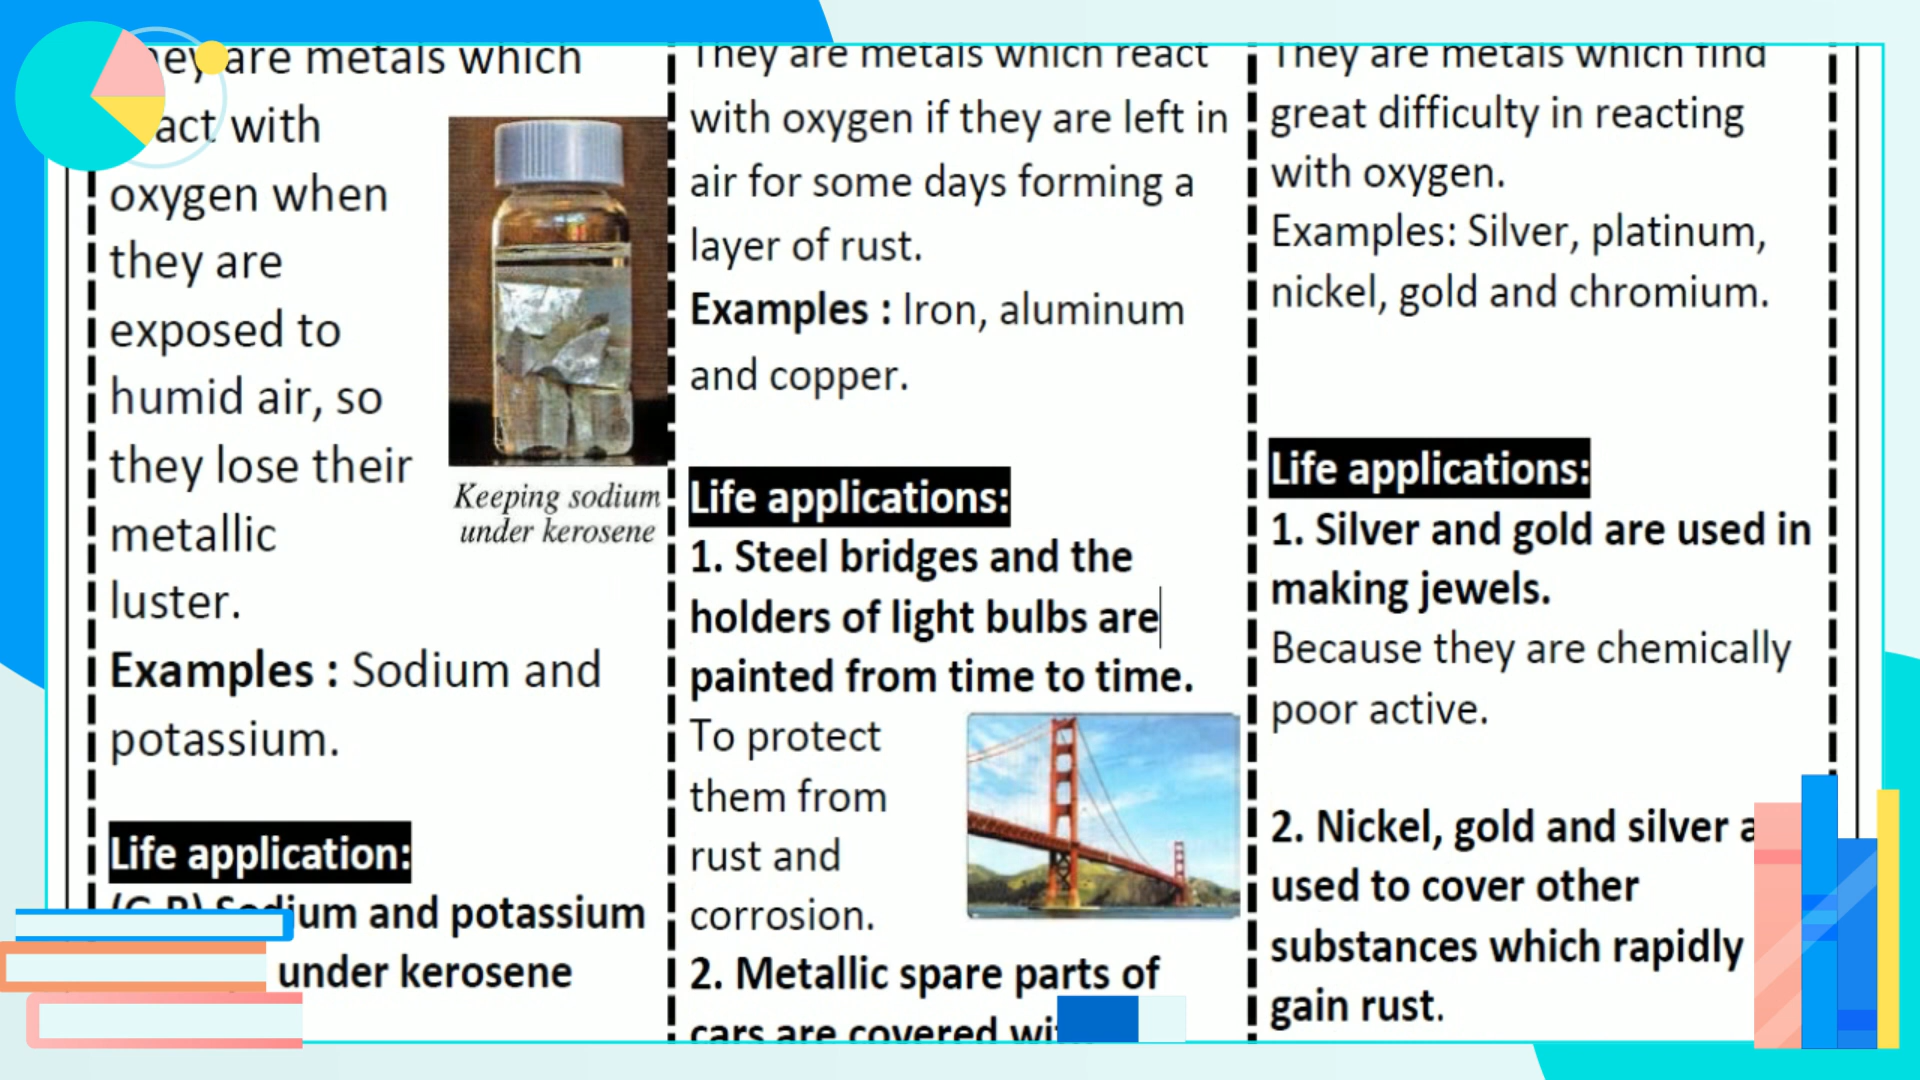 are metals which
with
oxygen when
they are
exposed to
humid air, so
they lose their
metallic
luster.
Examples : Sodium and
potassium.
Keeping sodium
under kerosene
Life application:
and potassium
under kerosene
They are metals which react
with oxygen if they are left in
air for some days forming a
layer of rust.
Examples : Iron, aluminum
and copper.
Life applications:
1. Steel bridges and the
holders of light bulbs are
painted from time to time.
To protect
them from
rust and
corrosion.
2. Metallic spare parts of
cars are covered
They are metals which find
great difficulty in reacting
with oxygen.
Examples: Silver, platinum,
nickel, gold and chromium.
Life applications:
1. Silver and gold are used in
making jewels.
Because they are chemically
poor active.
2. Nickel, gold and silver
used to cover other
substances which rapidly
gain rust.